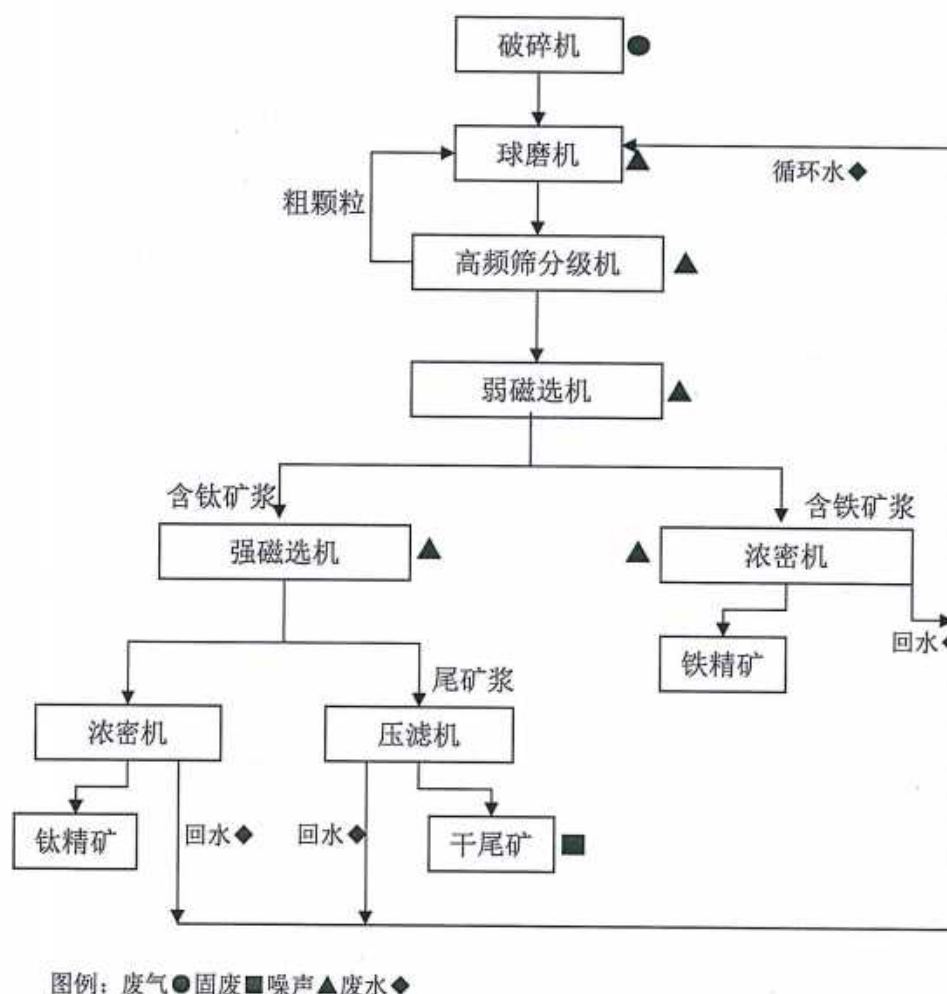 破碎机●
球磨机▲
循环水◆
粗颗粒
高频筛分级机▲
弱磁选机▲
含钛矿浆
含铁矿浆
强磁选机▲
▲浓密机
回水◆
铁精矿
尾矿浆
浓密机
压滤机
钛精矿
回水◆
回水◆
干尾矿■
图例：废气●固废■噪声▲废水◆